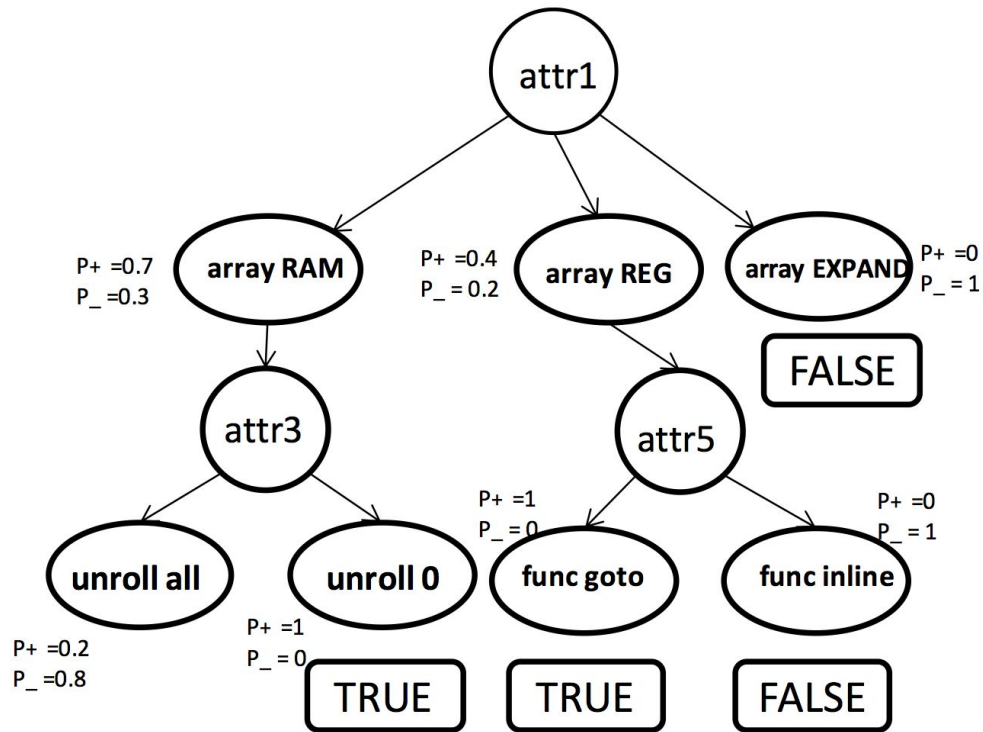 attr1
P+ =0.7
P_ =0.3
array RAM
P+ =0.4
P_ = 0.2
array REG
array EXPAND
P+ =0
P_ = 1
FALSE
attr3
attr5
P+ =1
P_ = 0
P+ =0
P_ = 1
unroll all
unroll 0
func goto
func inline
P+ =0.2
P_ =0.8
P+ =1
P_ = 0
TRUE
TRUE
FALSE